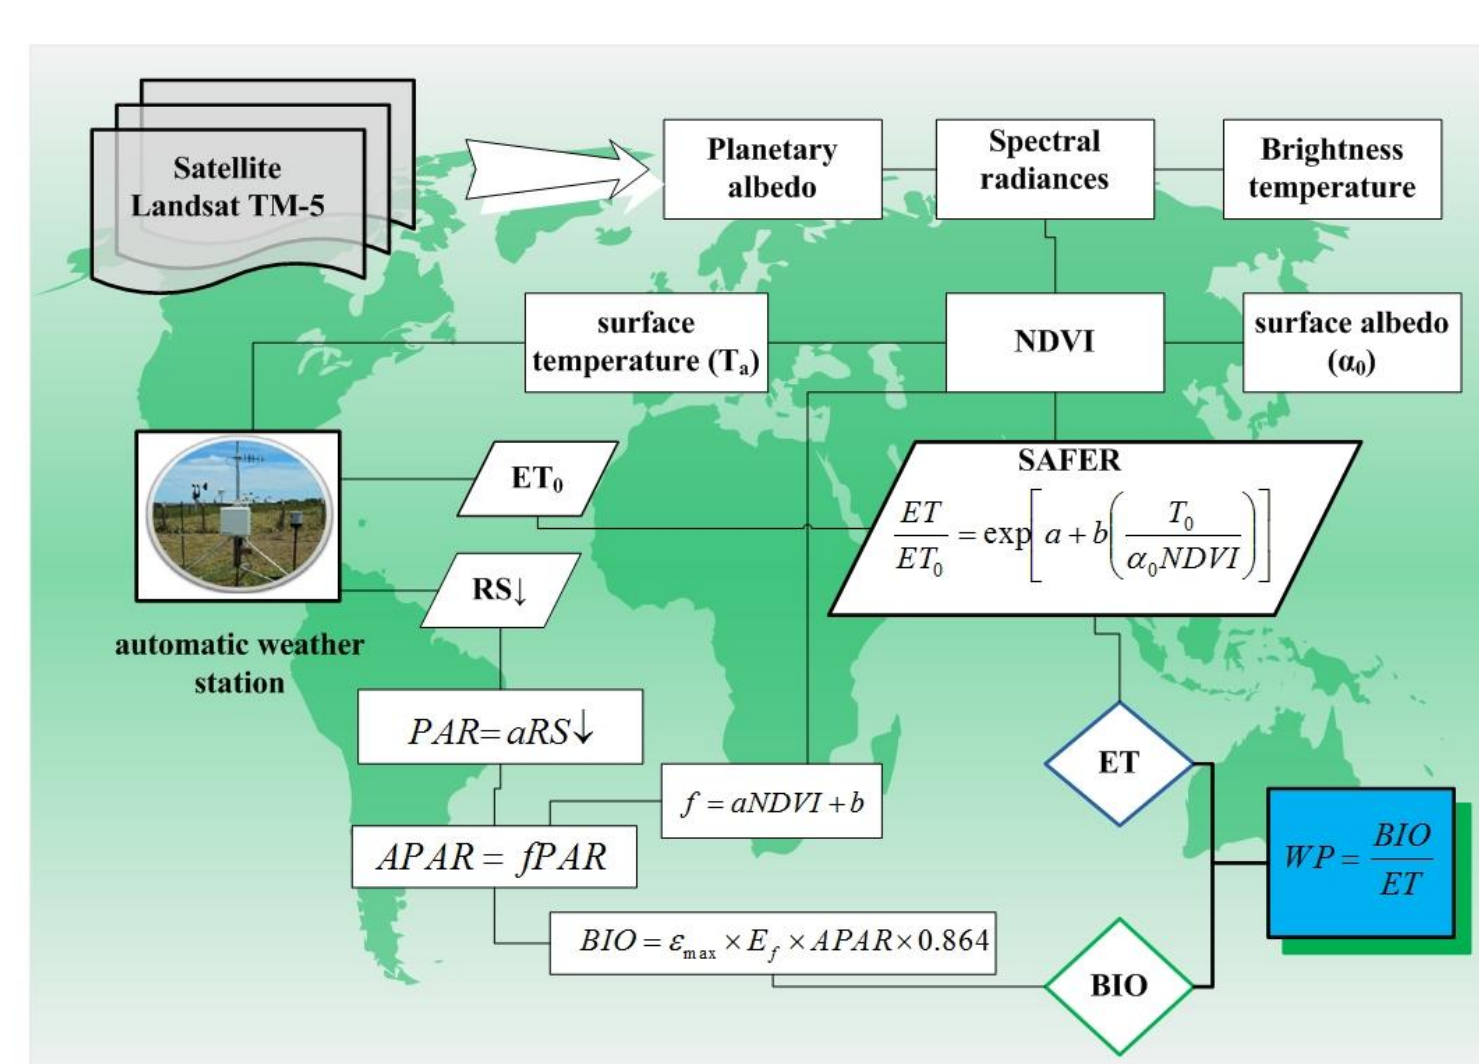 Satellite
Landsat TM-5
Planetary
albedo
Spectral
radiances
Brightness
temperature
surface
temperature (Tₐ)
NDVI
surface albedo
(α₀)
ET₀
SAFER
ET/ET₀ = exp[a + b(T₀/α₀NDVI)]
RS↓
automatic weather
station
PAR= aRS↓
ET
f = aNDVI + b
WP = BIO/ET
APAR = fPAR
BIO = ε_max × E_f × APAR × 0.864
BIO